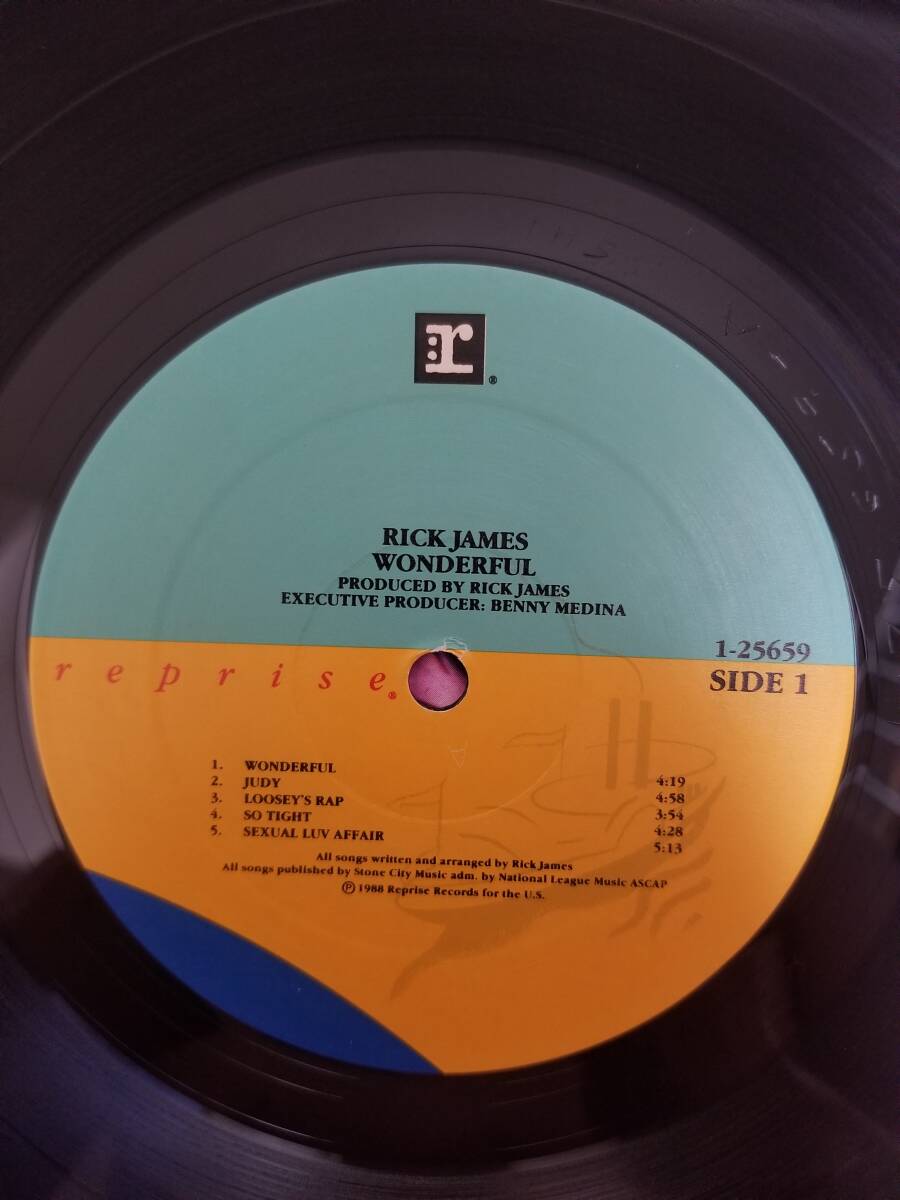 r
®
RICK JAMES
WONDERFUL
PRODUCED BY RICK JAMES
EXECUTIVE PRODUCER: BENNY MEDINA
1-25659
reprise®
SIDE 1
1. WONDERFUL 4:19
2. JUDY 4:58
3. LOOSEY'S RAP 3:54
4. SO TIGHT 4:28
5. SEXUAL LUV AFFAIR 5:13
All songs written and arranged by Rick James
All songs published by Stone City Music adm. by National League Music ASCAP
℗ 1988 Reprise Records for the U.S.